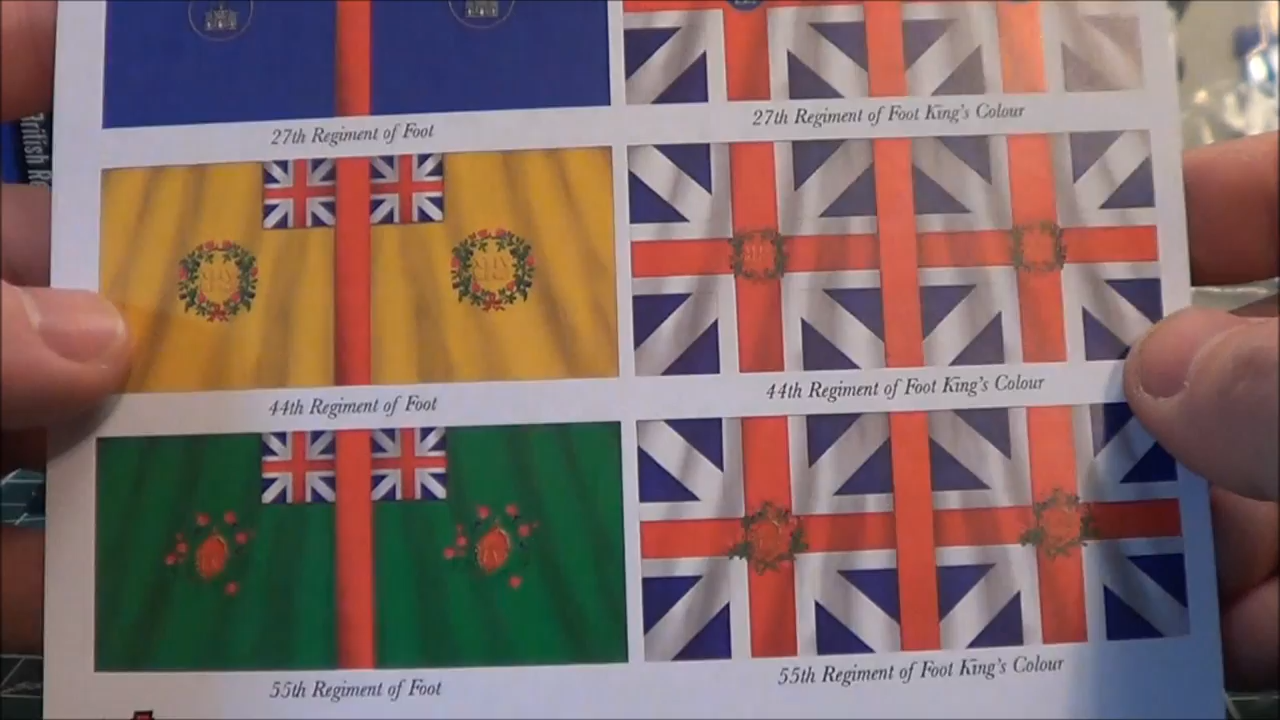 27th Regiment of Foot
27th Regiment of Foot King's Colour
44th Regiment of Foot
44th Regiment of Foot King's Colour
55th Regiment of Foot
55th Regiment of Foot King's Colour
British